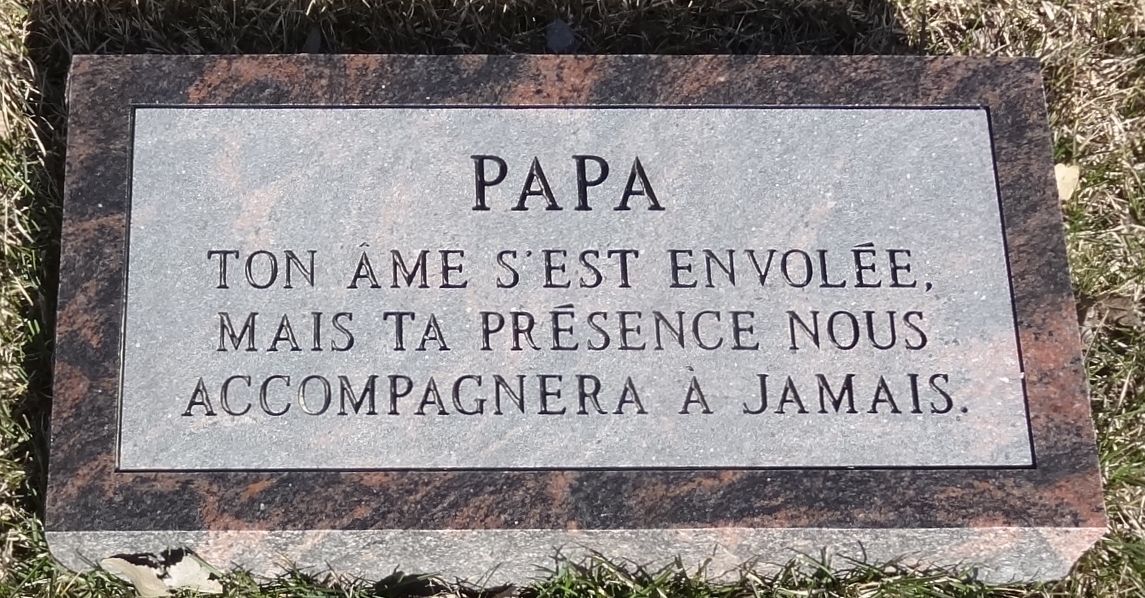 PAPA
TON ÂME S'EST ENVOLÉE,
MAIS TA PRÉSENCE NOUS
ACCOMPAGNERA À JAMAIS.